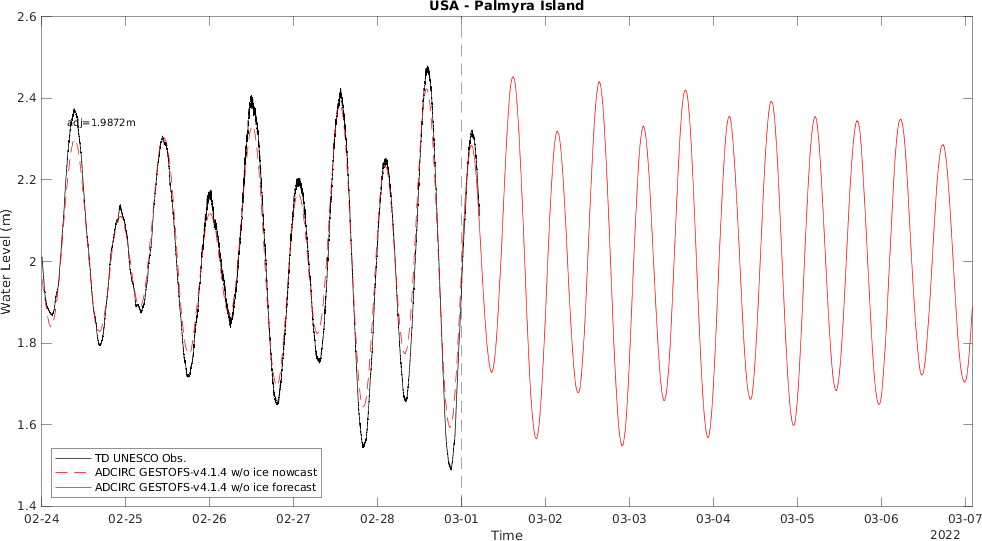 USA - Palmyra Island
2.6
2.4
2.2
2
1.8
1.6
1.4
Water Level (m)
adj=1.9872m
TD UNESCO Obs.
ADCIRC GESTOFS-v4.1.4 w/o ice nowcast
ADCIRC GESTOFS-v4.1.4 w/o ice forecast
02-24 02-25 02-26 02-27 02-28 03-01 03-02 03-03 03-04 03-05 03-06 03-07
Time
2022